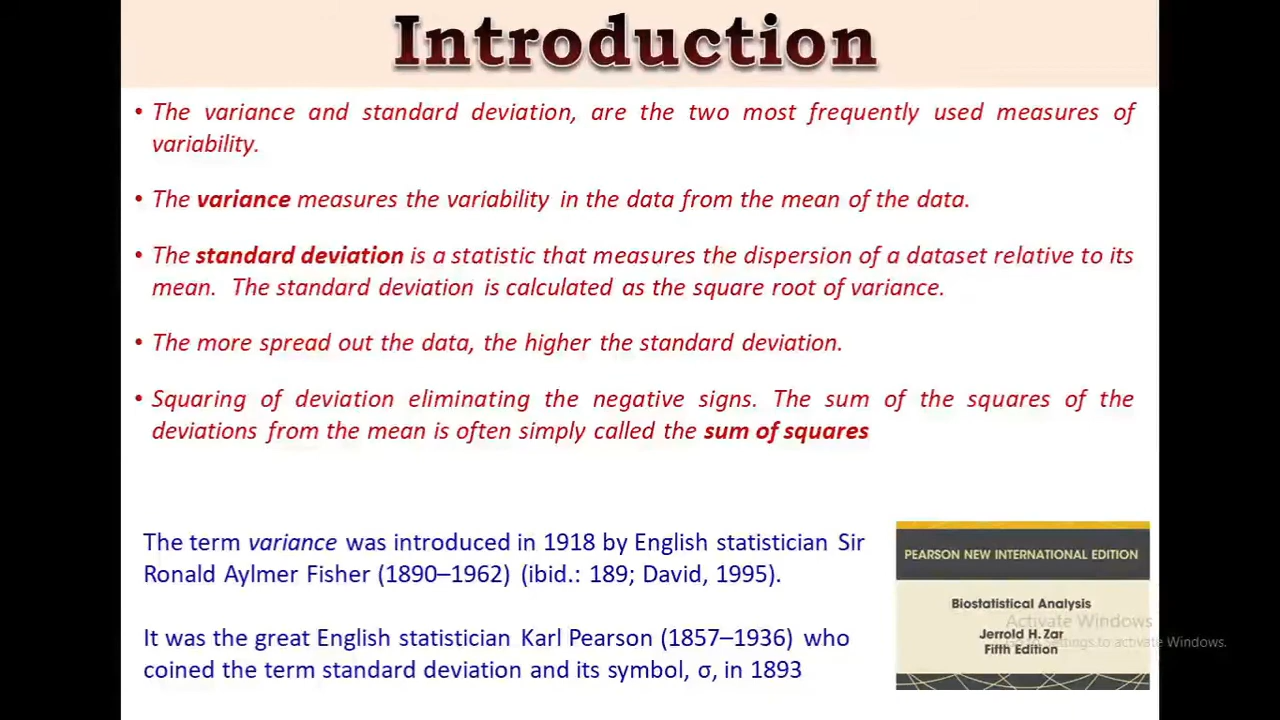 Introduction
• The variance and standard deviation, are the two most frequently used measures of
variability.
• The variance measures the variability in the data from the mean of the data.
• The standard deviation is a statistic that measures the dispersion of a dataset relative to its
mean. The standard deviation is calculated as the square root of variance.
• The more spread out the data, the higher the standard deviation.
• Squaring of deviation eliminating the negative signs. The sum of the squares of the
deviations from the mean is often simply called the sum of squares
The term variance was introduced in 1918 by English statistician Sir
Ronald Aylmer Fisher (1890–1962) (ibid.: 189; David, 1995).
It was the great English statistician Karl Pearson (1857–1936) who
coined the term standard deviation and its symbol, σ, in 1893
PEARSON NEW INTERNATIONAL EDITION
Biostatistical Analysis
Jerrold H. Zar
Fifth Edition
Activate Windows
Go to Settings to activate Windows.